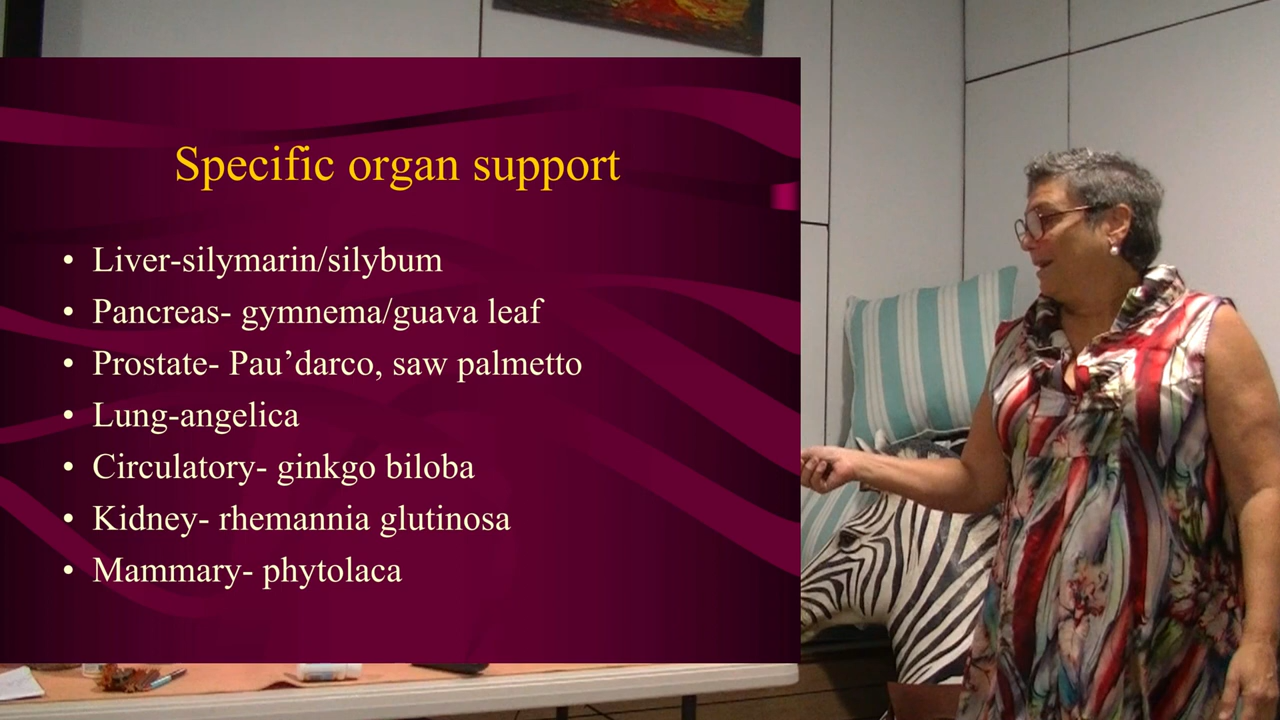 Specific organ support
• Liver-silymarin/silybum
• Pancreas- gymnema/guava leaf
• Prostate- Pau’darco, saw palmetto
• Lung-angelica
• Circulatory- ginkgo biloba
• Kidney- rhemannia glutinosa
• Mammary- phytolaca